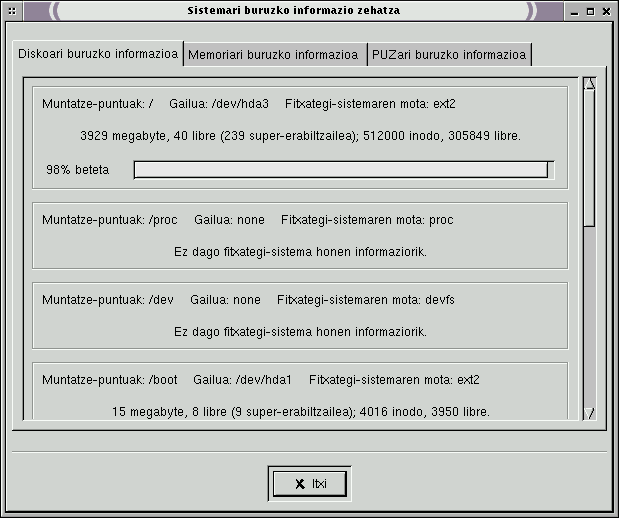 Sistemari buruzko informazio zehatza
Diskoari buruzko informazioa Memoriari buruzko informazioa PUZari buruzko informazioa
Muntatze-puntuak: / Gailua: /dev/hda3 Fitxategi-sistemaren mota: ext2
3929 megabyte, 40 libre (239 super-erabiltzailea); 512000 inodo, 305849 libre.
98% beteta
Muntatze-puntuak: /proc Gailua: none Fitxategi-sistemaren mota: proc
Ez dago fitxategi-sistema honen informaziorik.
Muntatze-puntuak: /dev Gailua: none Fitxategi-sistemaren mota: devfs
Ez dago fitxategi-sistema honen informaziorik.
Muntatze-puntuak: /boot Gailua: /dev/hda1 Fitxategi-sistemaren mota: ext2
15 megabyte, 8 libre (9 super-erabiltzailea); 4016 inodo, 3950 libre.
Itxi